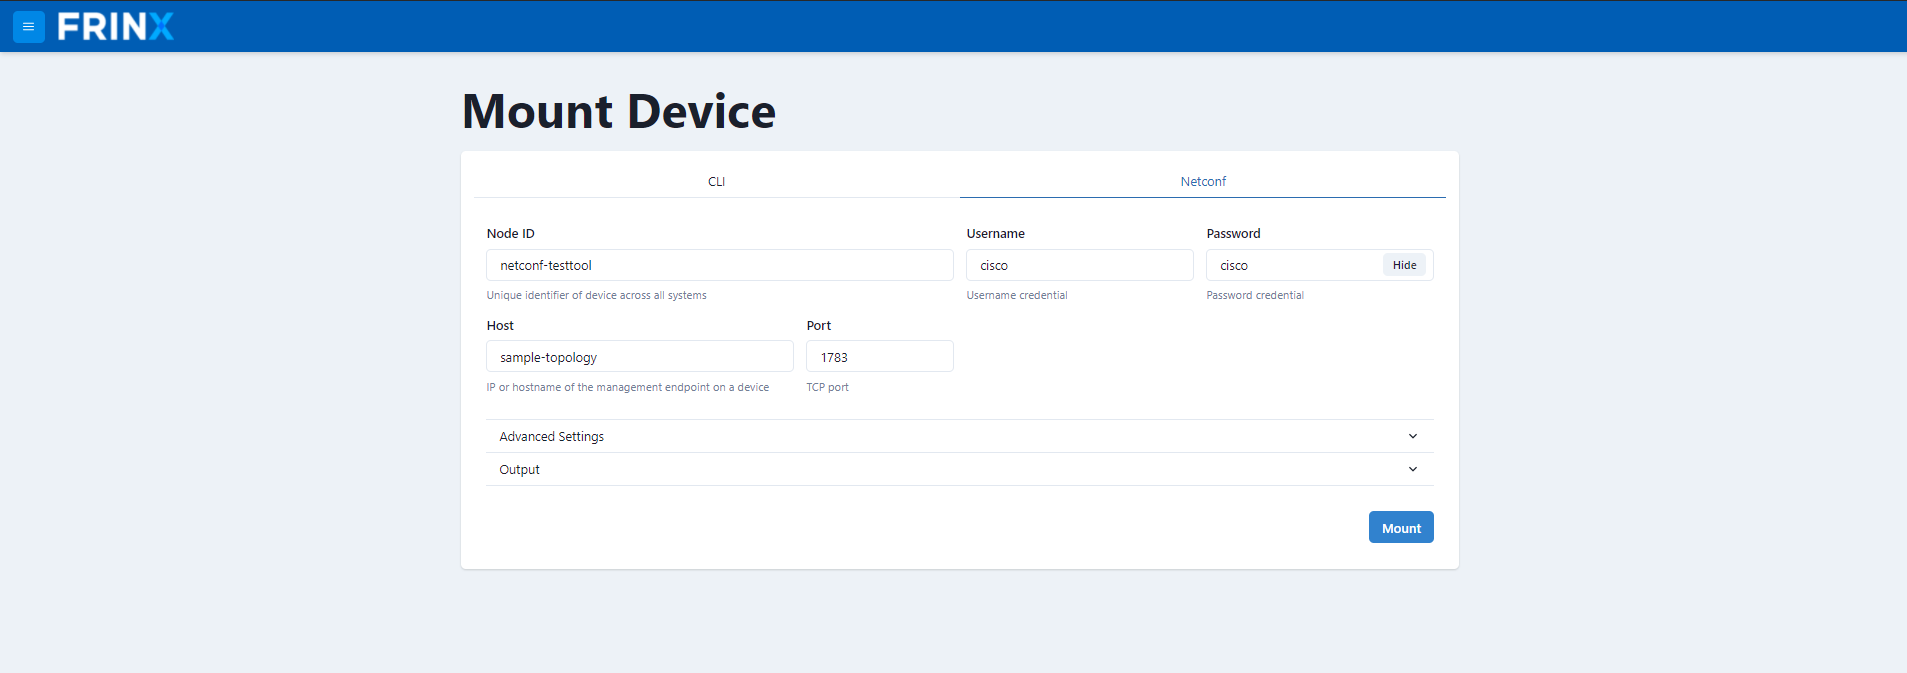 FRINX
Mount Device
CLI
Netconf
Node ID
Username
Password
netconf-testtool
cisco
cisco
Hide
Unique identifier of device across all systems
Username credential
Password credential
Host
Port
sample-topology
1783
IP or hostname of the management endpoint on a device
TCP port
Advanced Settings
Output
Mount